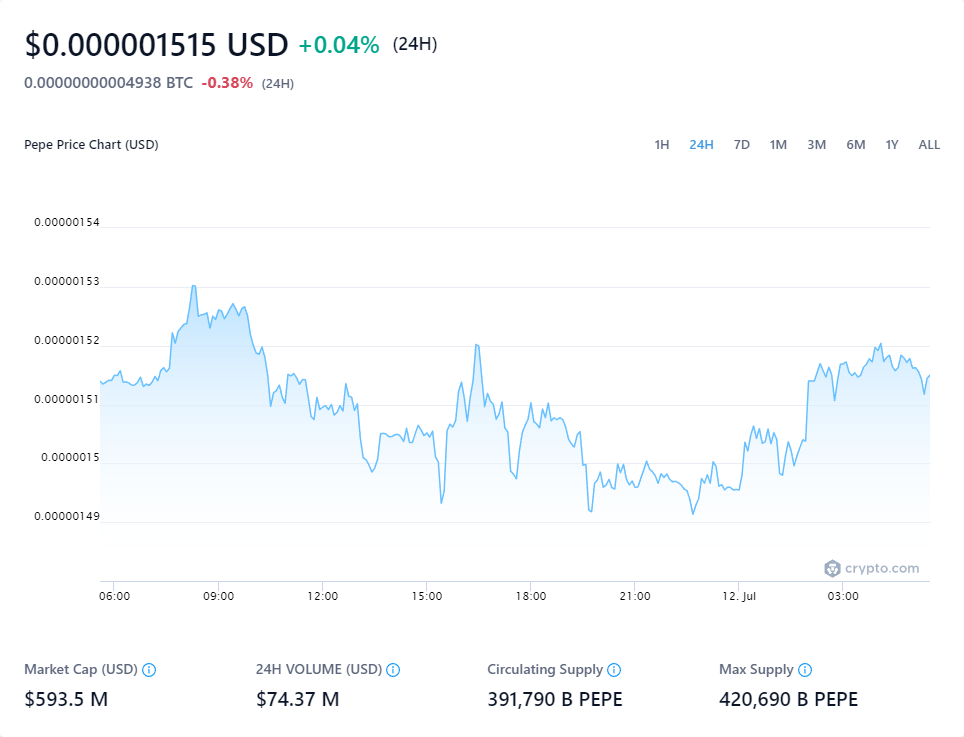 $0.000001515 USD +0.04% (24H)
0.00000000004938 BTC -0.38% (24H)
Pepe Price Chart (USD) 1H 24H 7D 1M 3M 6M 1Y ALL
0.00000154
0.00000153
0.00000152
0.00000151
0.0000015
0.00000149
crypto.com
06:00 09:00 12:00 15:00 18:00 21:00 12. Jul 03:00
Market Cap (USD) 24H VOLUME (USD) Circulating Supply Max Supply
$593.5 M $74.37 M 391,790 B PEPE 420,690 B PEPE